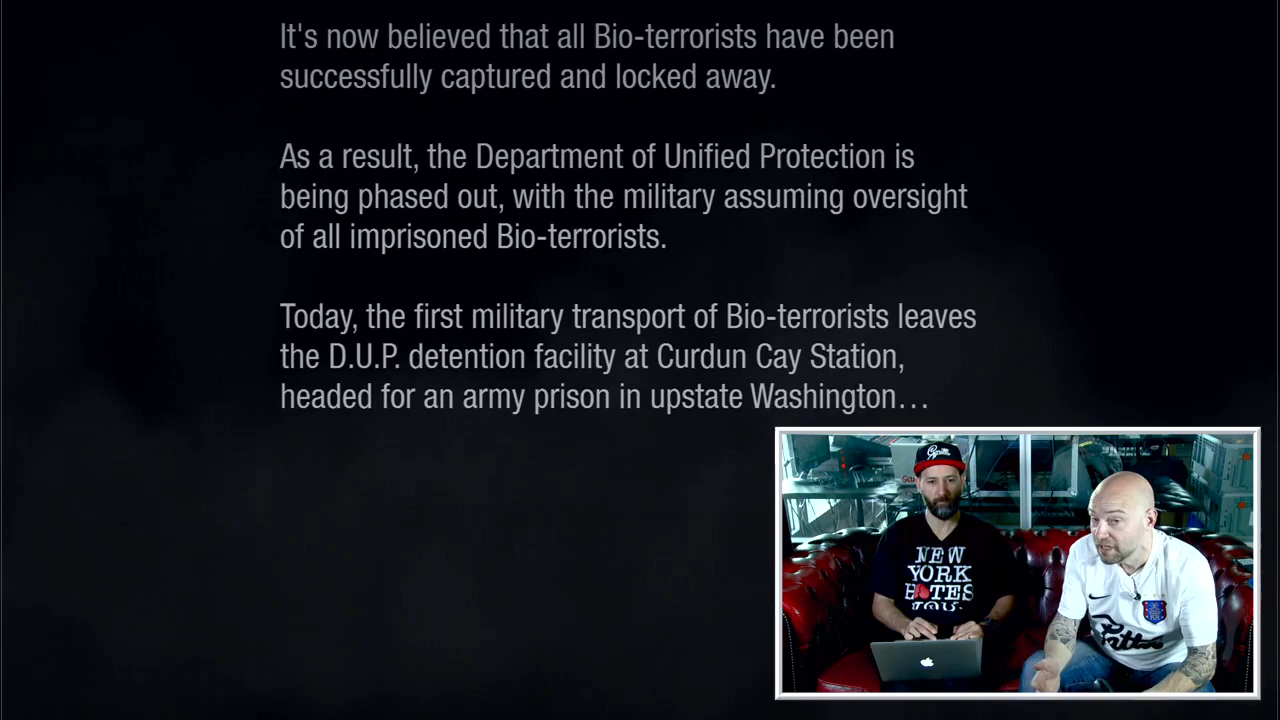 It's now believed that all Bio-terrorists have been
successfully captured and locked away.
As a result, the Department of Unified Protection is
being phased out, with the military assuming oversight
of all imprisoned Bio-terrorists.
Today, the first military transport of Bio-terrorists leaves
the D.U.P. detention facility at Curdun Cay Station,
headed for an army prison in upstate Washington…
NEW
YORK
HATES
YOU
Patta